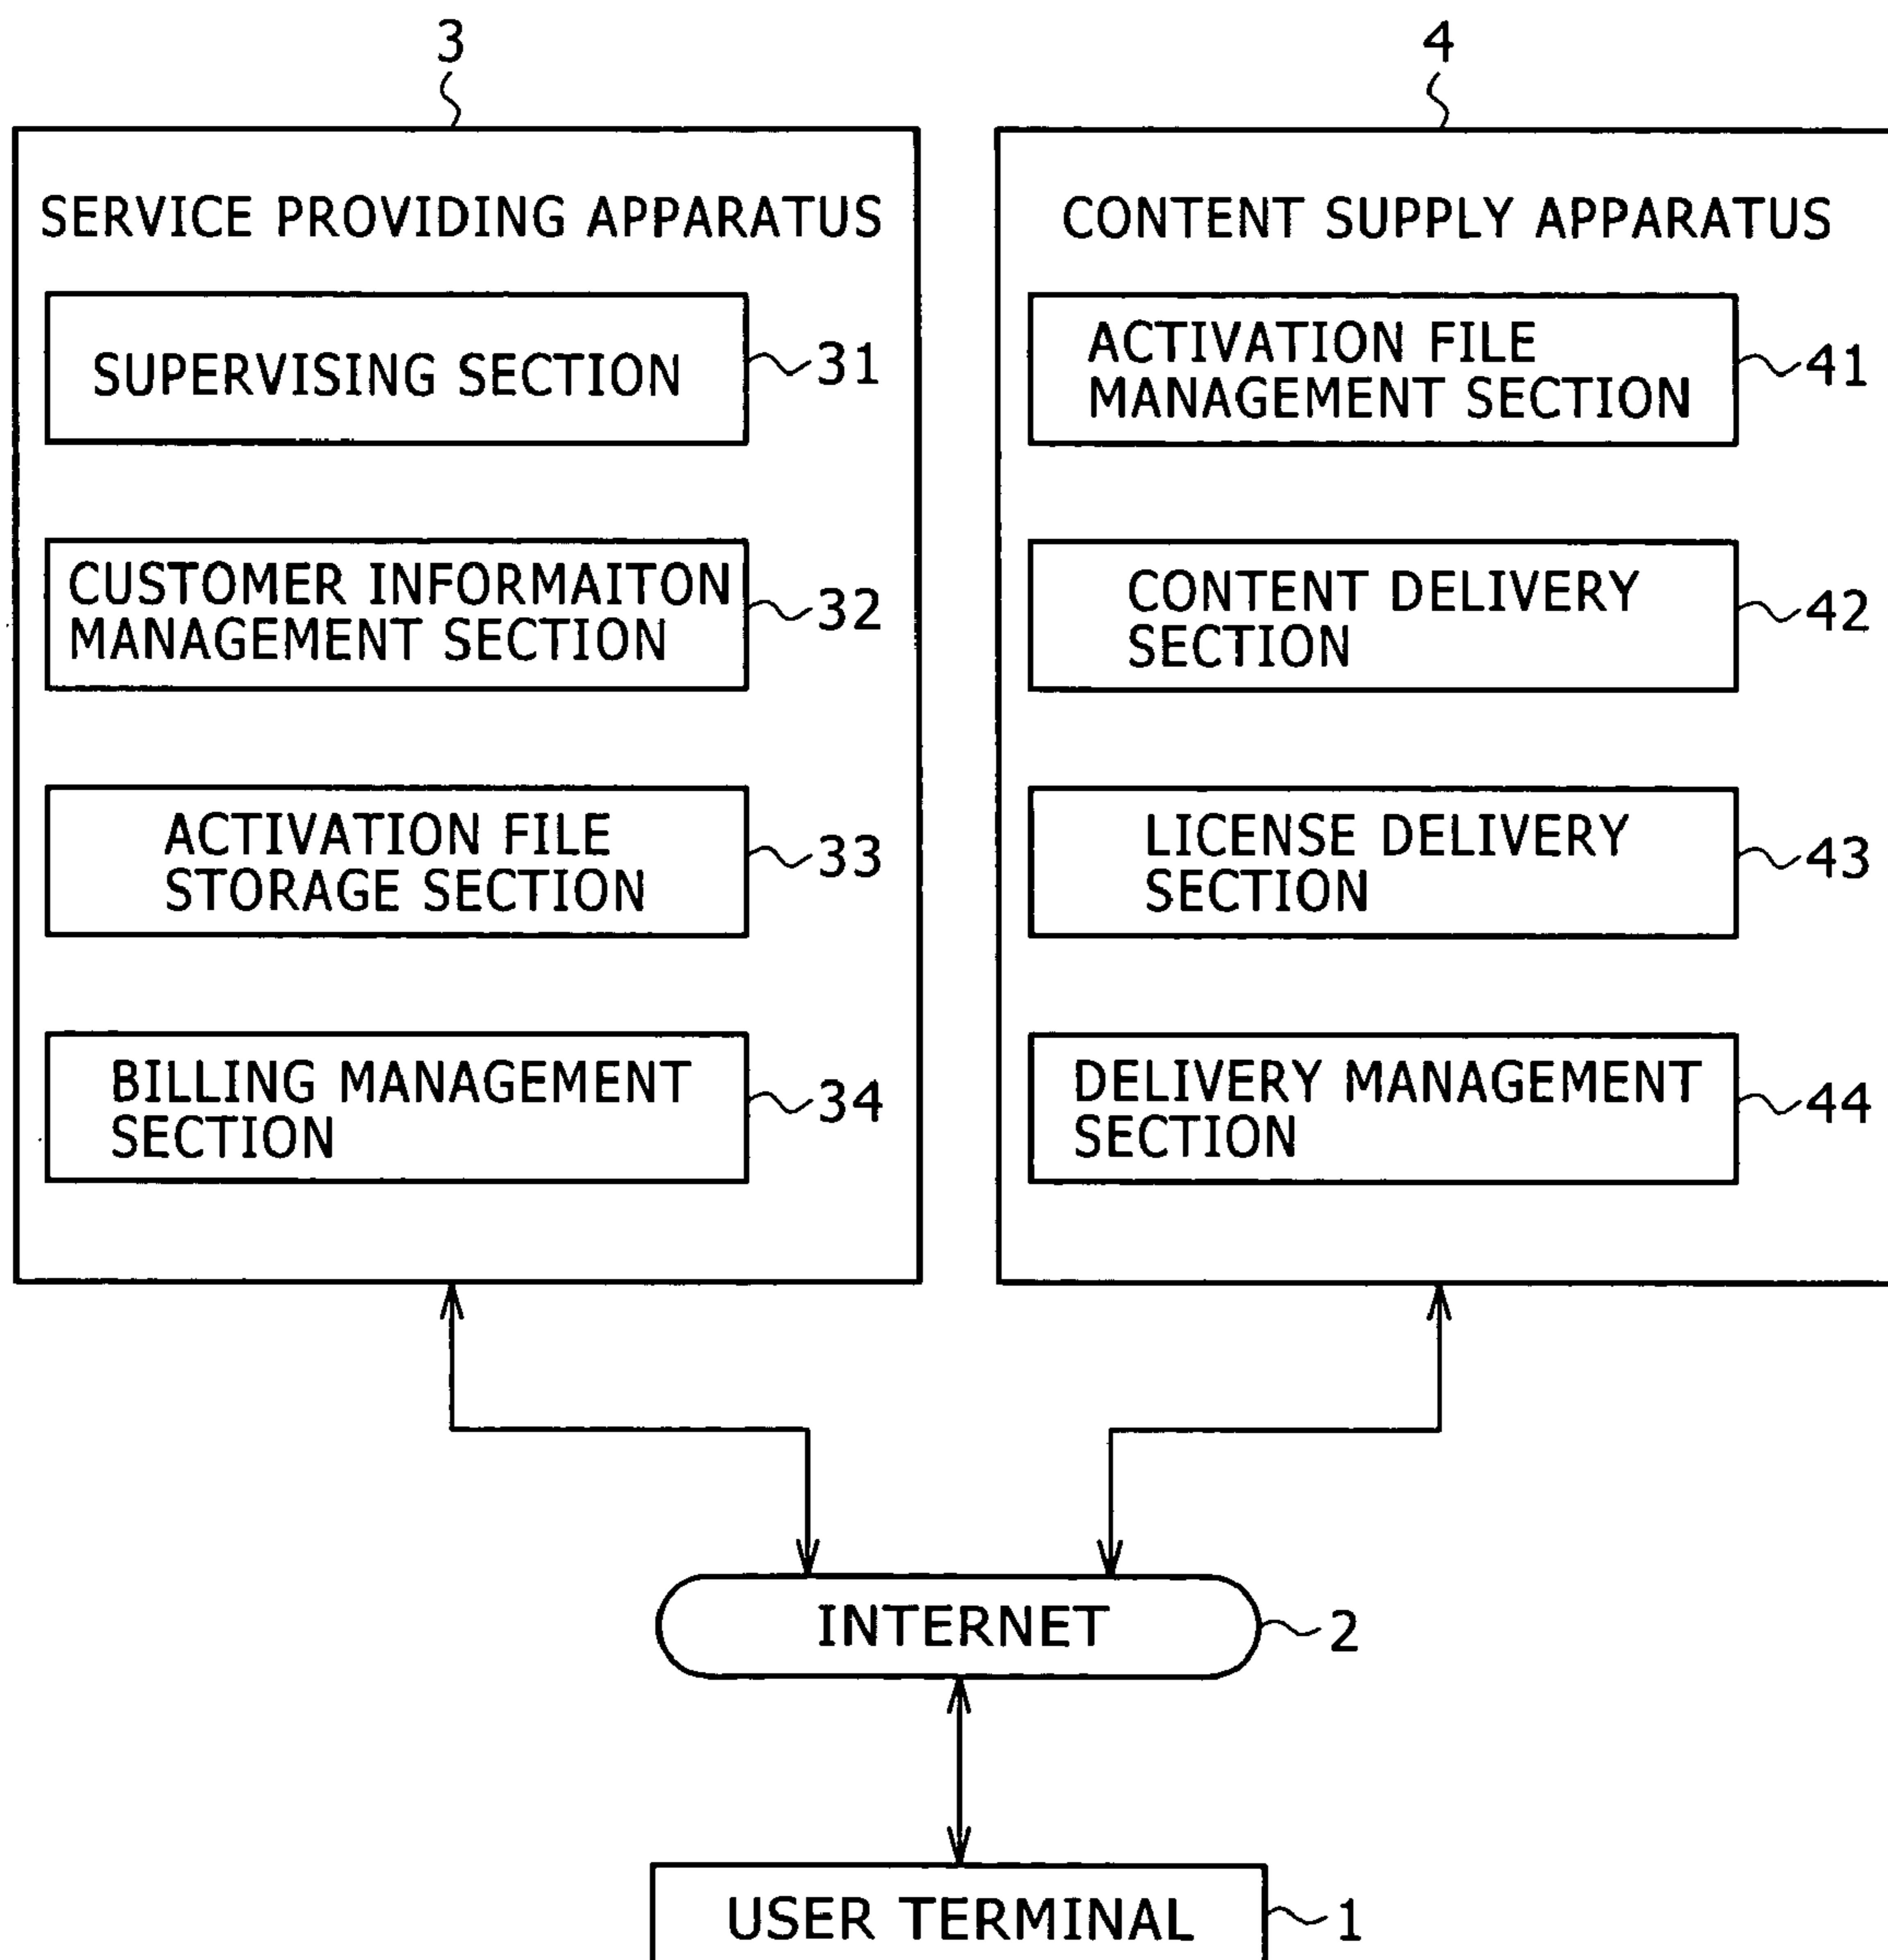 3
SERVICE PROVIDING APPARATUS
SUPERVISING SECTION
31
CUSTOMER INFORMAITON
MANAGEMENT SECTION
32
ACTIVATION FILE
STORAGE SECTION
33
BILLING MANAGEMENT
SECTION
34
4
CONTENT SUPPLY APPARATUS
ACTIVATION FILE
MANAGEMENT SECTION
41
CONTENT DELIVERY
SECTION
42
LICENSE DELIVERY
SECTION
43
DELIVERY MANAGEMENT
SECTION
44
INTERNET
2
USER TERMINAL
1